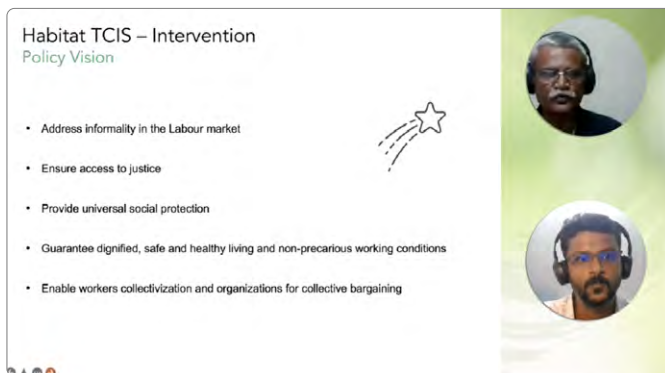 Habitat TCIS – Intervention
Policy Vision
• Address informality in the Labour market
• Ensure access to justice
• Provide universal social protection
• Guarantee dignified, safe and healthy living and non-precarious working conditions
• Enable workers collectivization and organizations for collective bargaining